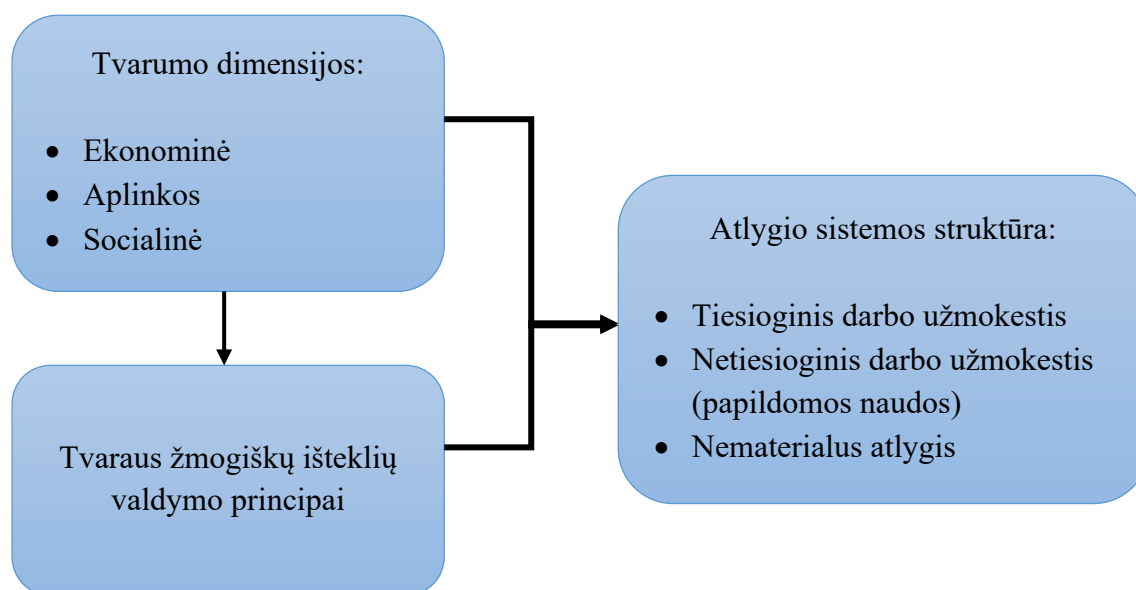 Tvarumo dimensijos:
• Ekonominė
• Aplinkos
• Socialinė
Tvaraus žmogiškų išteklių
valdymo principai
Atlygio sistemos struktūra:
• Tiesioginis darbo užmokestis
• Netiesioginis darbo užmokestis
(papildomos naudos)
• Nematerialus atlygis